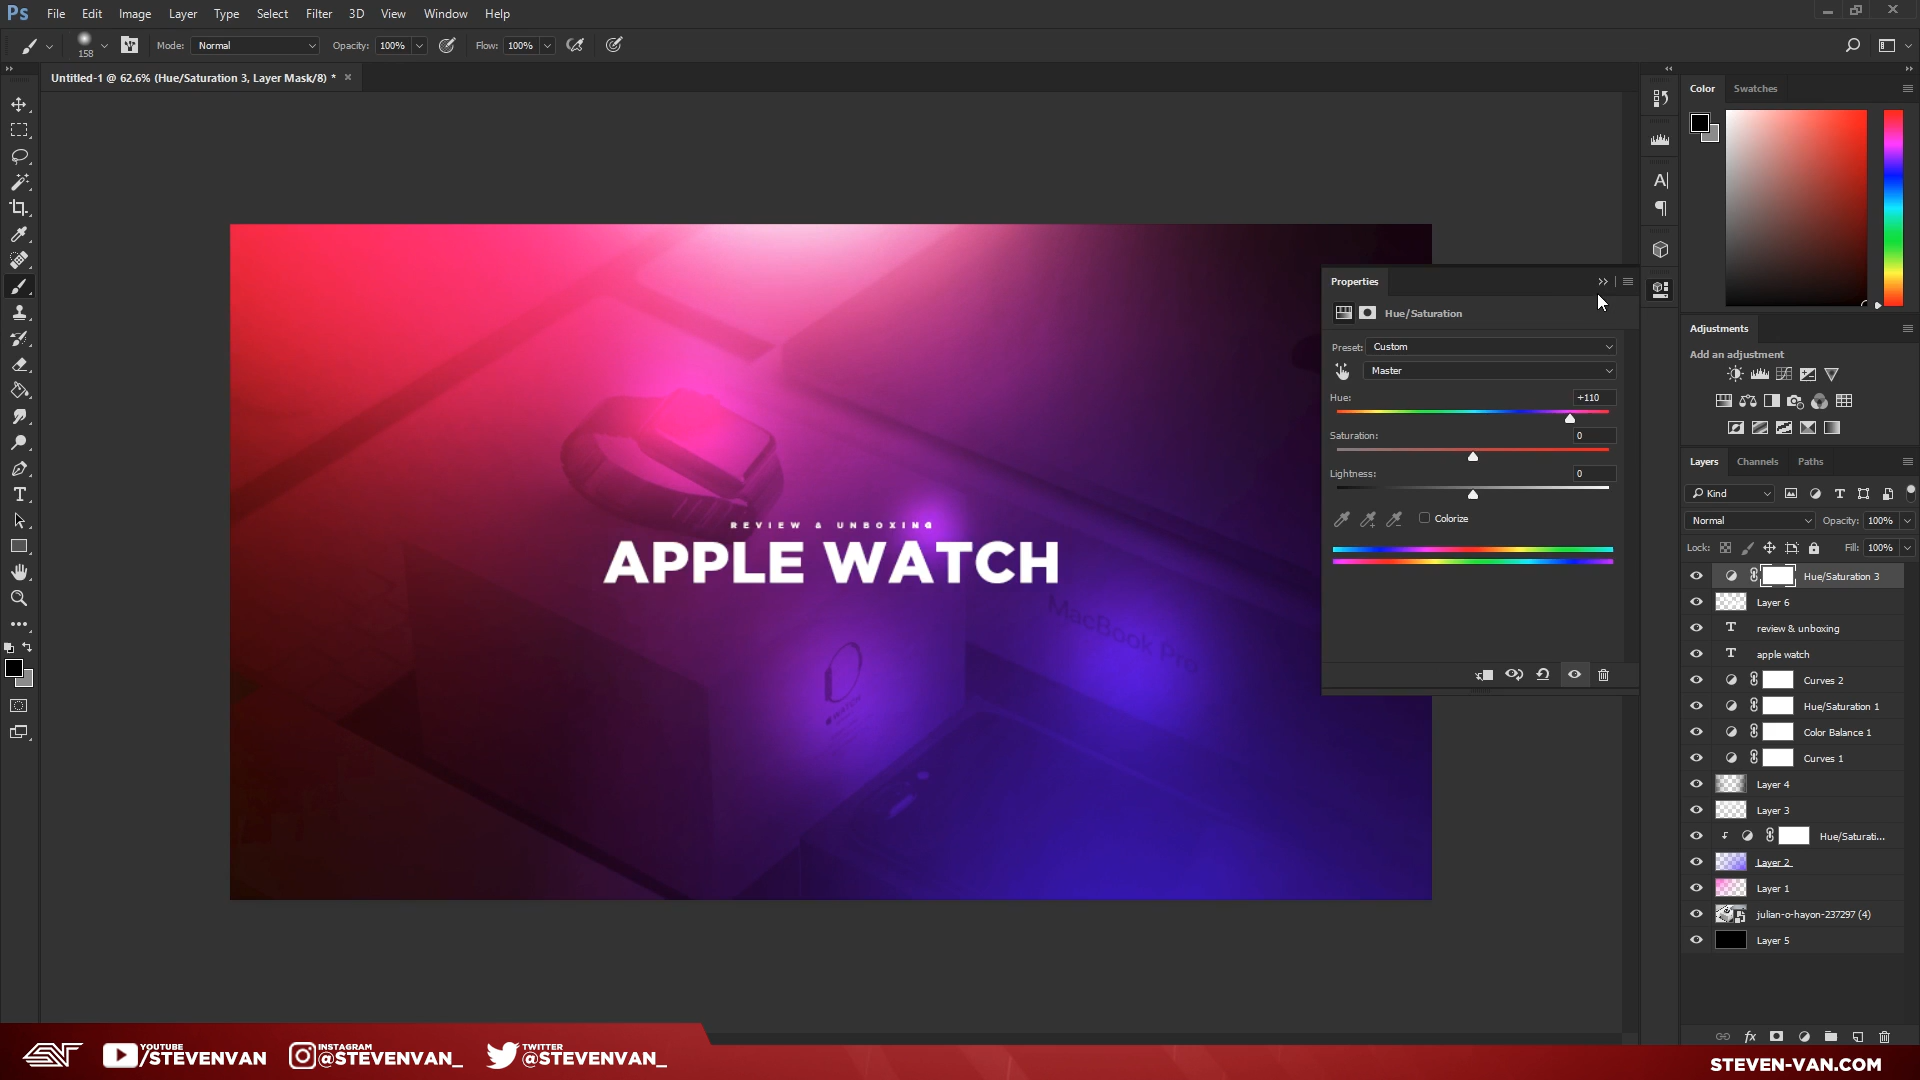 Ps File Edit Image Layer Type Select Filter 3D View Window Help
158 Mode: Normal Opacity: 100% Flow: 100%
Untitled-1 @ 62.6% (Hue/Saturation 3, Layer Mask/8) * ×
REVIEW & UNBOXING
APPLE WATCH
MacBook Pro
WATCH
Properties
Hue/Saturation
Preset: Custom
Master
Hue: +110
Saturation: 0
Lightness: 0
Colorize
Color Swatches
Adjustments
Add an adjustment
Layers Channels Paths
Kind
Normal Opacity: 100%
Lock: Fill: 100%
Hue/Saturation 3
Layer 6
review & unboxing
apple watch
Curves 2
Hue/Saturation 1
Color Balance 1
Curves 1
Layer 4
Layer 3
Hue/Saturati...
Layer 2
Layer 1
julian-o-hayon-237297 (4)
Layer 5
YOUTUBE
/STEVENVAN
INSTAGRAM
@STEVENVAN_
TWITTER
@STEVENVAN_
STEVEN-VAN.COM